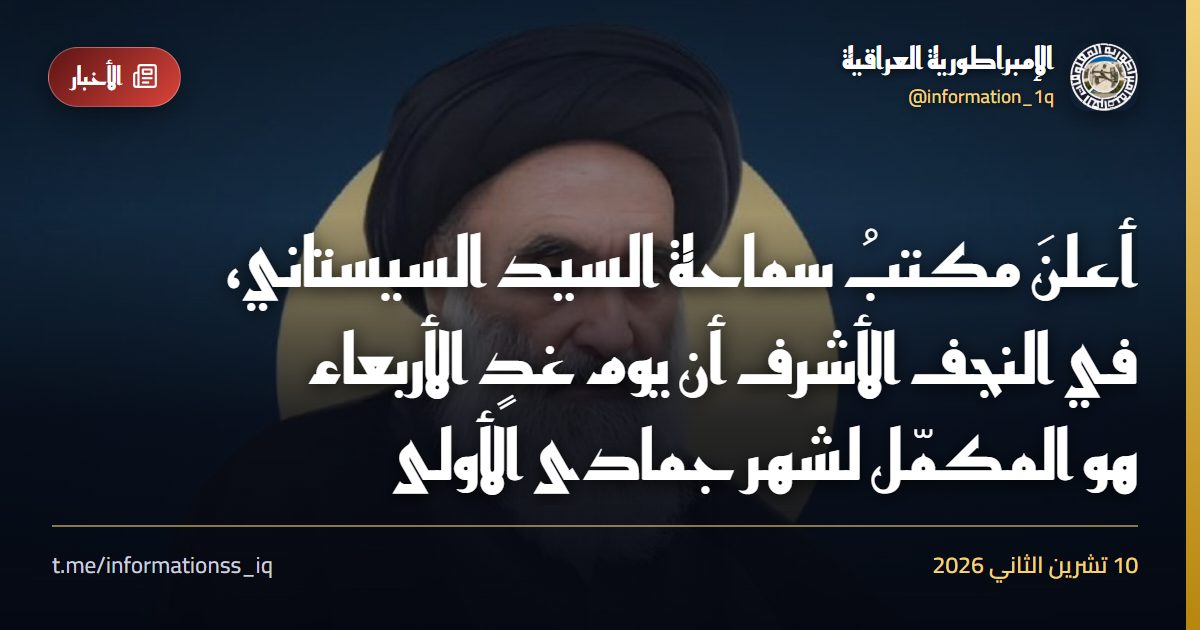 الإمبراطورية العراقية
@information_1q
الأخبار
أعلنَ مكتبُ سماحةِ السيد السيستاني،
في النجف الأشرف أن يوم غدٍ الأربعاء
هو المكمّل لشهر جمادى الأولى
10 تشرين الثاني 2026
t.me/informationss_iq